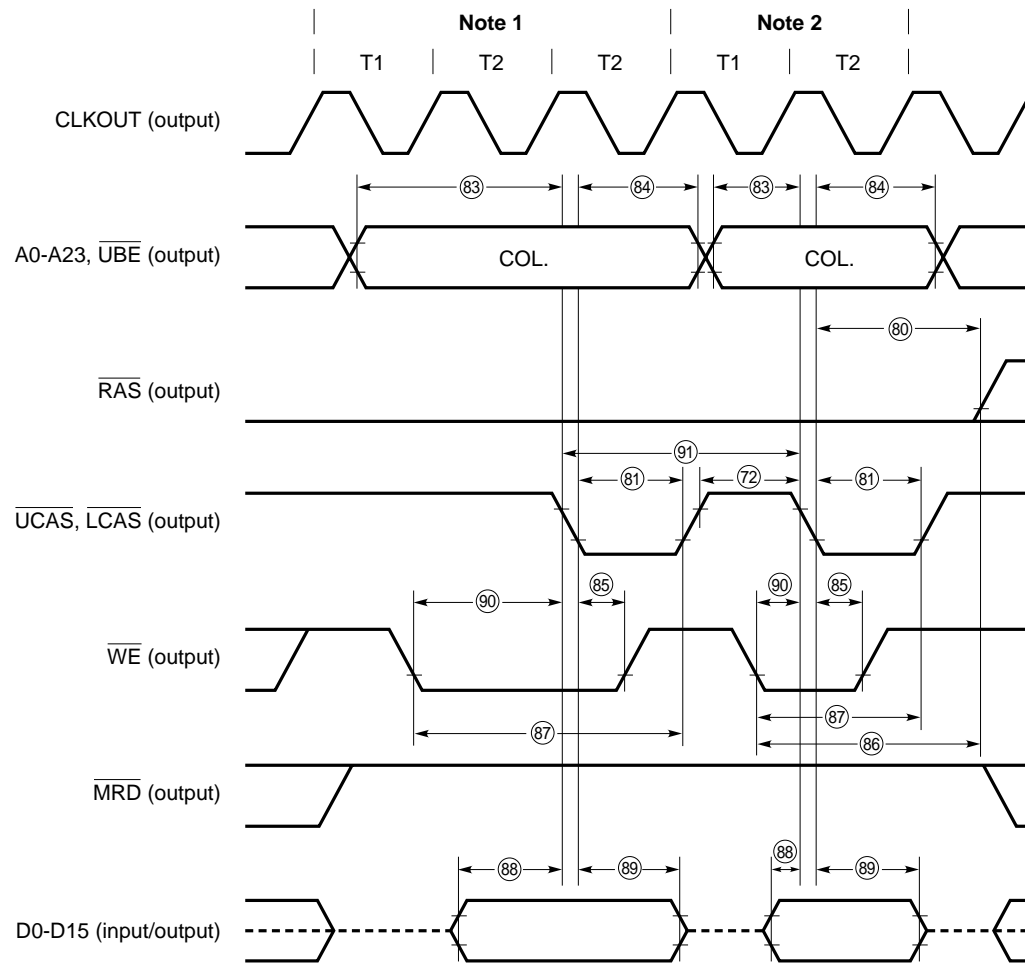 Note 1 Note 2
T1 T2 T2 T1 T2
CLKOUT (output)
83 84 83 84
A0-A23, UBE (output) COL. COL.
80
RAS (output)
91
81 72 81
UCAS, LCAS (output)
90 85 90 85
WE (output)
87 87
86
MRD (output)
88 89 88 89
D0-D15 (input/output)